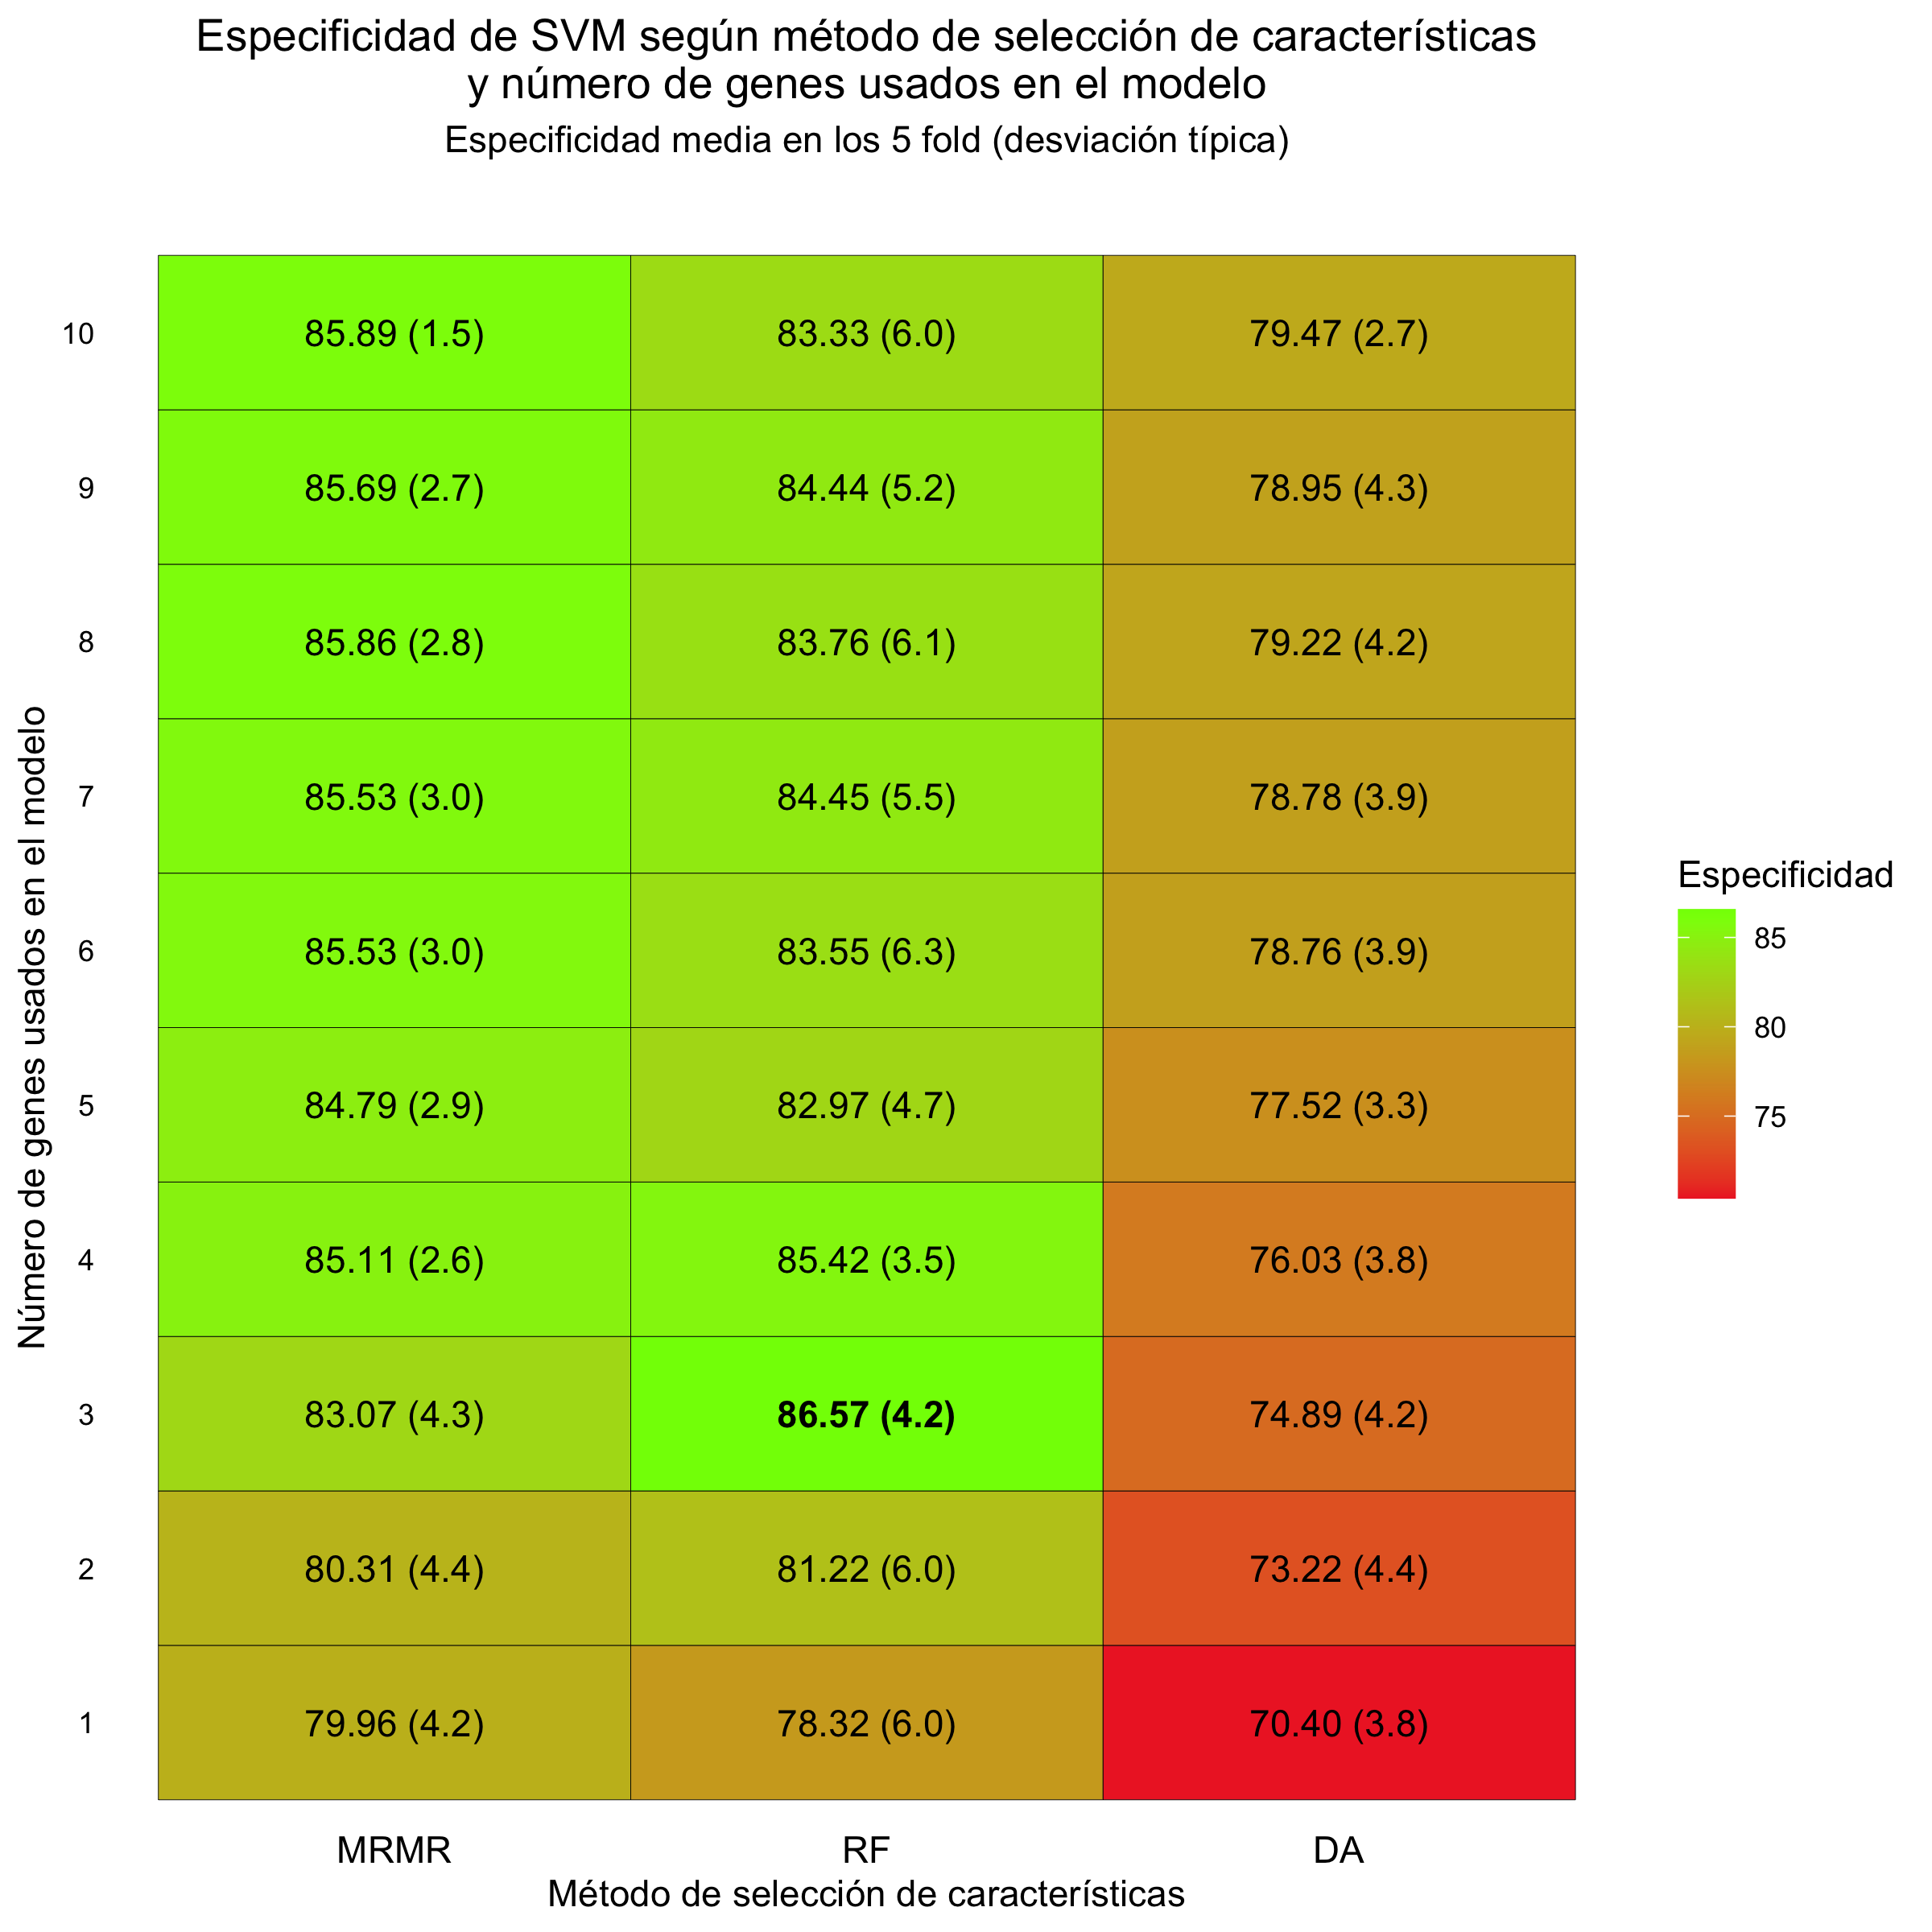 Especificidad de SVM según método de selección de características
y número de genes usados en el modelo
Especificidad media en los 5 fold (desviación típica)
Número de genes usados en el modelo
10 85.89 (1.5) 83.33 (6.0) 79.47 (2.7)
9 85.69 (2.7) 84.44 (5.2) 78.95 (4.3)
8 85.86 (2.8) 83.76 (6.1) 79.22 (4.2)
7 85.53 (3.0) 84.45 (5.5) 78.78 (3.9)
6 85.53 (3.0) 83.55 (6.3) 78.76 (3.9)
5 84.79 (2.9) 82.97 (4.7) 77.52 (3.3)
4 85.11 (2.6) 85.42 (3.5) 76.03 (3.8)
3 83.07 (4.3) 86.57 (4.2) 74.89 (4.2)
2 80.31 (4.4) 81.22 (6.0) 73.22 (4.4)
1 79.96 (4.2) 78.32 (6.0) 70.40 (3.8)
MRMR RF DA
Método de selección de características
Especificidad
85
80
75